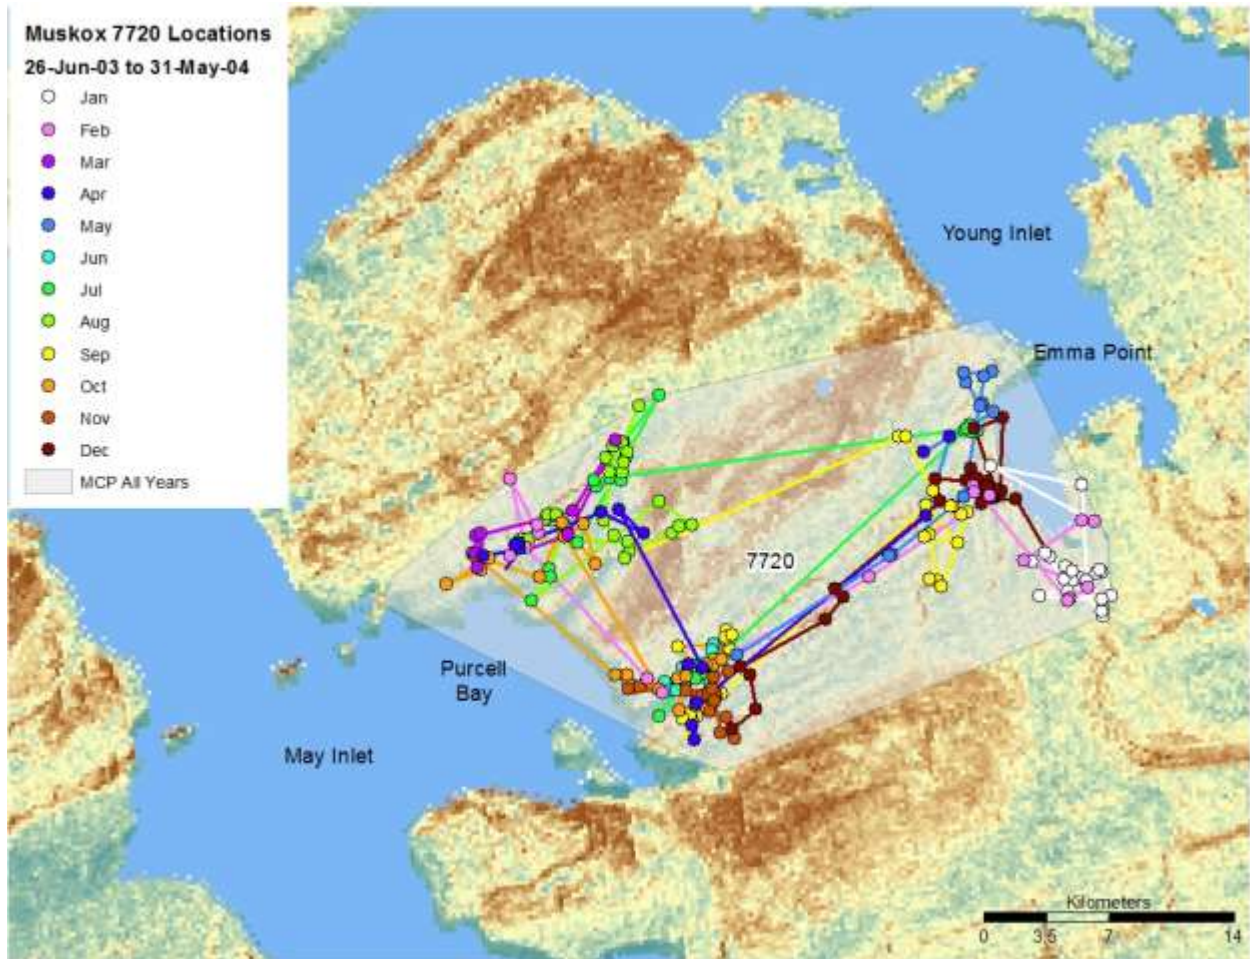 Muskox 7720 Locations
26-Jun-03 to 31-May-04
Jan
Feb
Mar
Apr
May
Jun
Jul
Aug
Sep
Oct
Nov
Dec
MCP All Years
Young Inlet
Emma Point
7720
Purcell
Bay
May Inlet
Kilometers
0 3.5 7 14